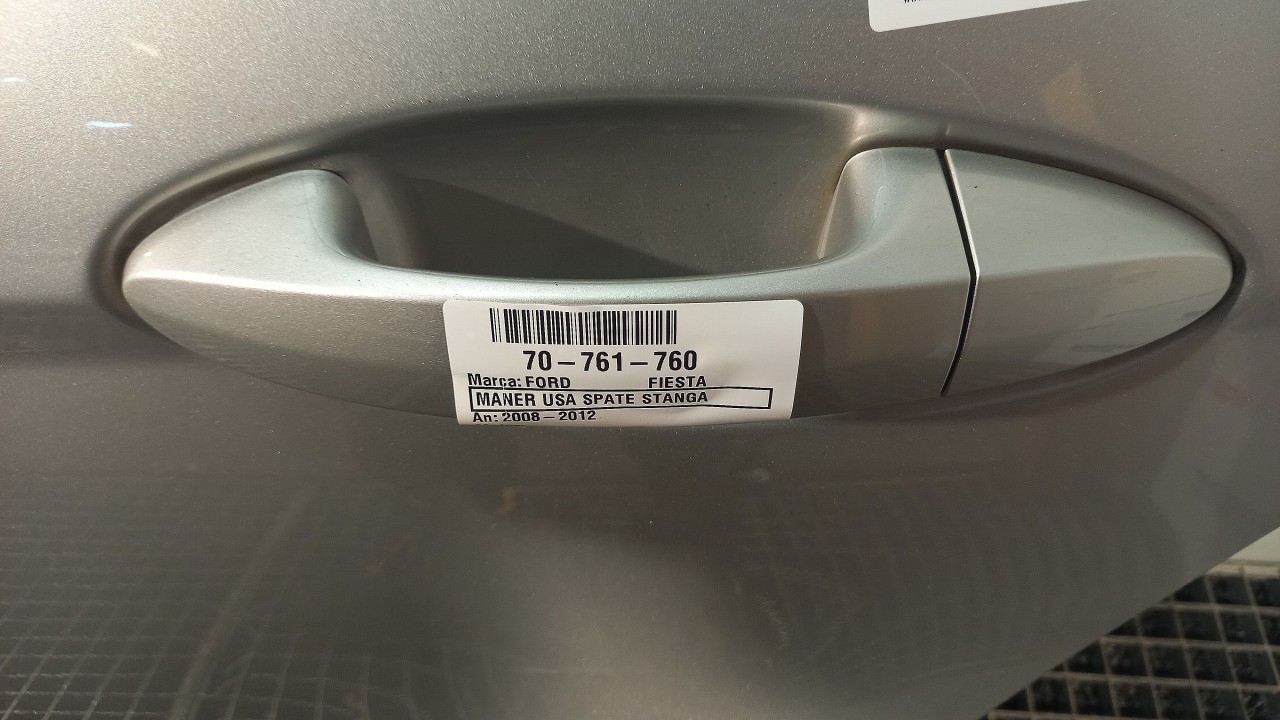 70-761-760
Marca: FORD FIESTA
MANER USA SPATE STANGA
An: 2008-2012